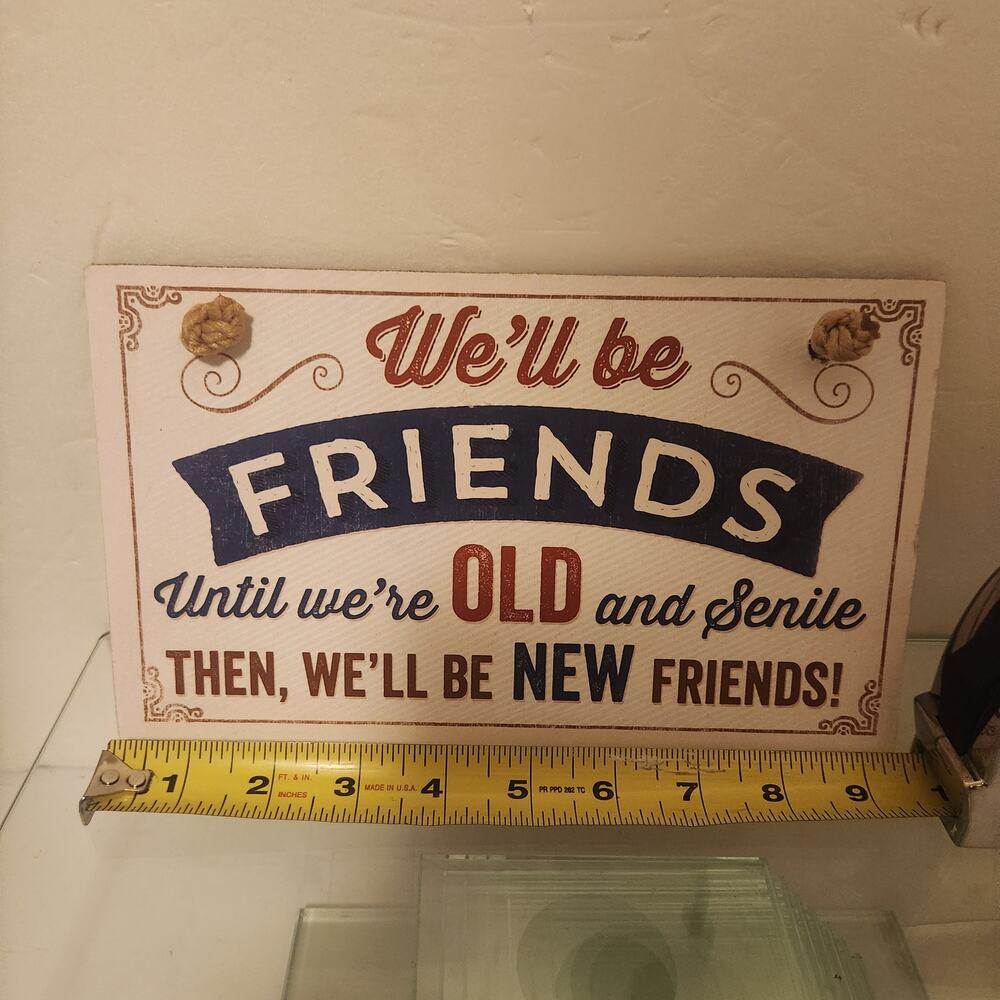 We'll be
FRIENDS
Until we're OLD and Senile
THEN, WE'LL BE NEW FRIENDS!
1 2 FT. & IN. INCHES 3 MADE IN U.S.A. 4 5 PR PPD 262 TC 6 7 8 9 1